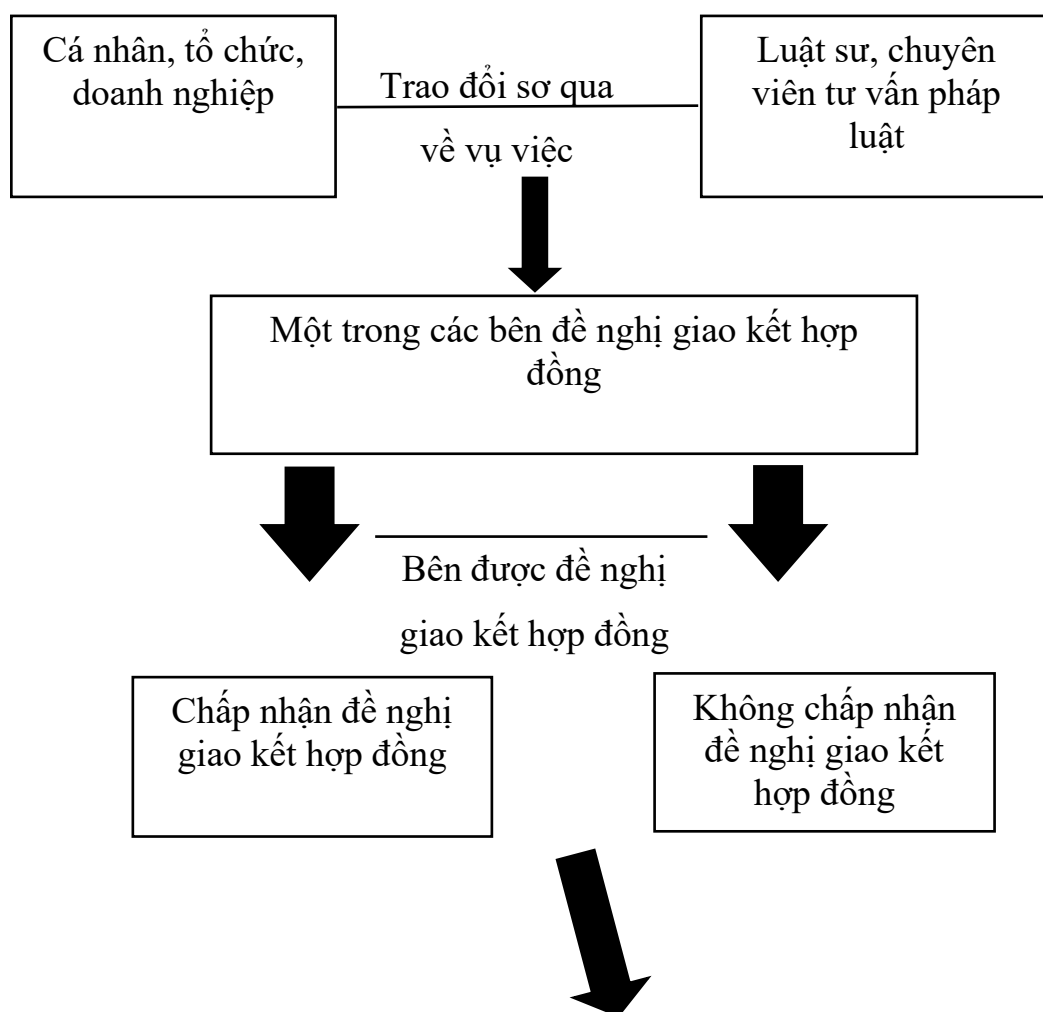 Cá nhân, tổ chức,
doanh nghiệp
Trao đổi sơ qua
về vụ việc
Luật sư, chuyên
viên tư vấn pháp
luật
Một trong các bên đề nghị giao kết hợp
đồng
Bên được đề nghị
giao kết hợp đồng
Chấp nhận đề nghị
giao kết hợp đồng
Không chấp nhận
đề nghị giao kết
hợp đồng